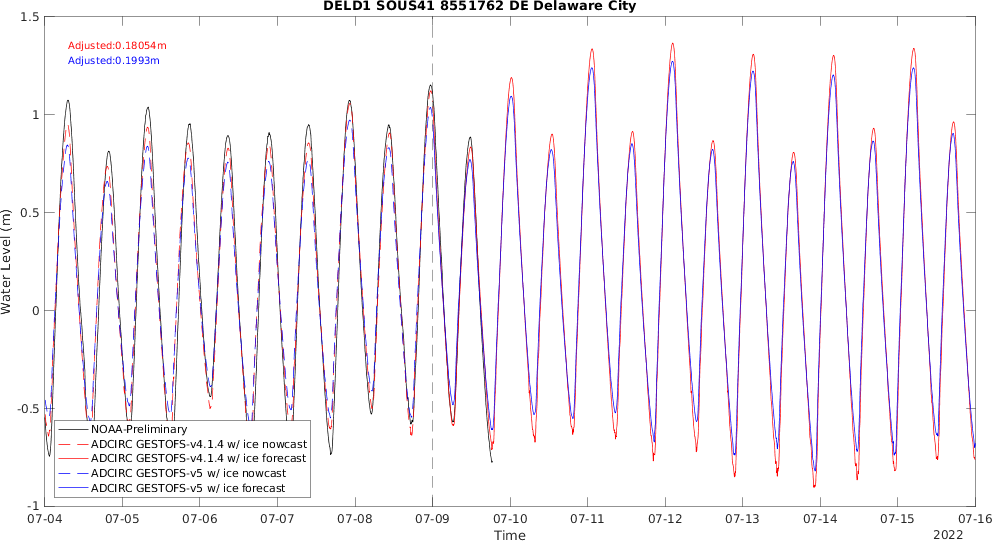 DELD1 SOUS41 8551762 DE Delaware City
Adjusted:0.18054m
Adjusted:0.1993m
1.5
1
0.5
0
-0.5
-1
Water Level (m)
NOAA-Preliminary
ADCIRC GESTOFS-v4.1.4 w/ ice nowcast
ADCIRC GESTOFS-v4.1.4 w/ ice forecast
ADCIRC GESTOFS-v5 w/ ice nowcast
ADCIRC GESTOFS-v5 w/ ice forecast
07-04 07-05 07-06 07-07 07-08 07-09 07-10 07-11 07-12 07-13 07-14 07-15 07-16
Time
2022